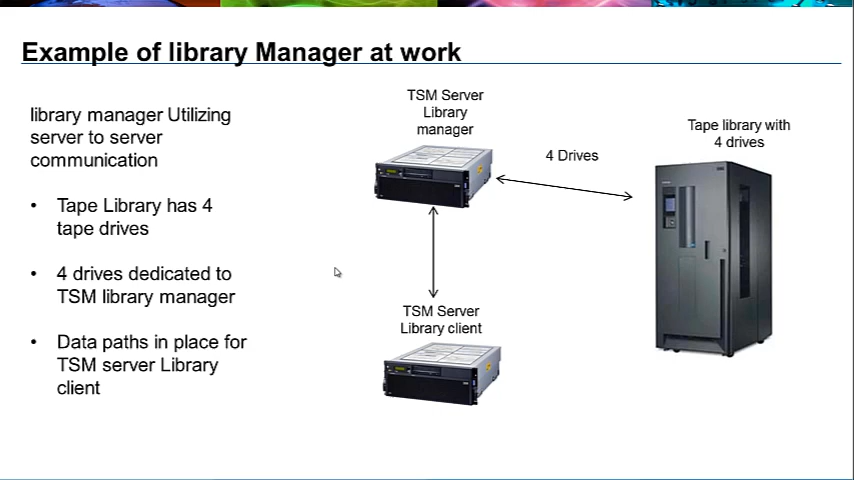 Example of library Manager at work
library manager Utilizing
server to server
communication
• Tape Library has 4
tape drives
• 4 drives dedicated to
TSM library manager
• Data paths in place for
TSM server Library
client
TSM Server
Library
manager
4 Drives
Tape library with
4 drives
TSM Server
Library client